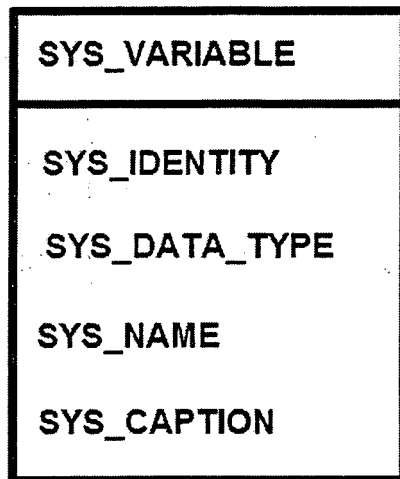 SYS_VARIABLE
SYS_IDENTITY
SYS_DATA_TYPE
SYS_NAME
SYS_CAPTION